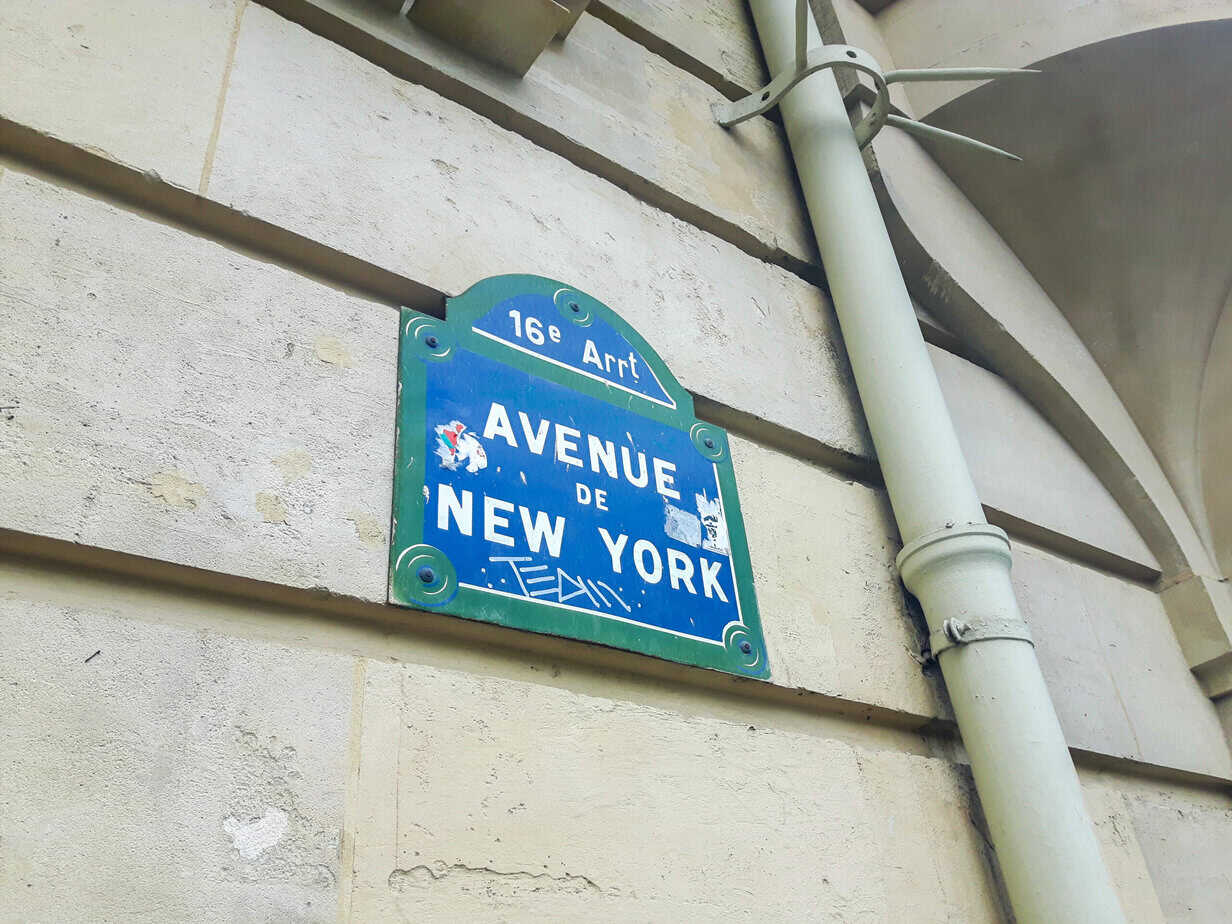 16e Arrt
AVENUE
DE
NEW YORK